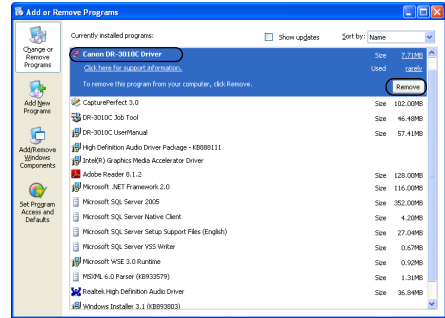 Add or Remove Programs
Change or
Remove
Programs
Add New
Programs
Add/Remove
Windows
Components
Set Program
Access and
Defaults
Currently installed programs:
Show updates
Sort by: Name
Canon DR-3010C Driver Size 7.71MB
Click here for support information. Used rarely
To remove this program from your computer, click Remove. Remove
CapturePerfect 3.0 Size 102.00MB
DR-3010C Job Tool Size 46.48MB
DR-3010C UserManual Size 57.41MB
High Definition Audio Driver Package - KB888111
Intel(R) Graphics Media Accelerator Driver
Adobe Reader 8.1.2 Size 128.00MB
Microsoft .NET Framework 2.0 Size 116.00MB
Microsoft SQL Server 2005 Size 352.00MB
Microsoft SQL Server Native Client Size 4.20MB
Microsoft SQL Server Setup Support Files (English) Size 27.04MB
Microsoft SQL Server VSS Writer Size 0.67MB
Microsoft WSE 3.0 Runtime Size 0.92MB
MSXML 6.0 Parser (KB933579) Size 1.31MB
Realtek High Definition Audio Driver Size 36.84MB
Windows Installer 3.1 (KB893803)